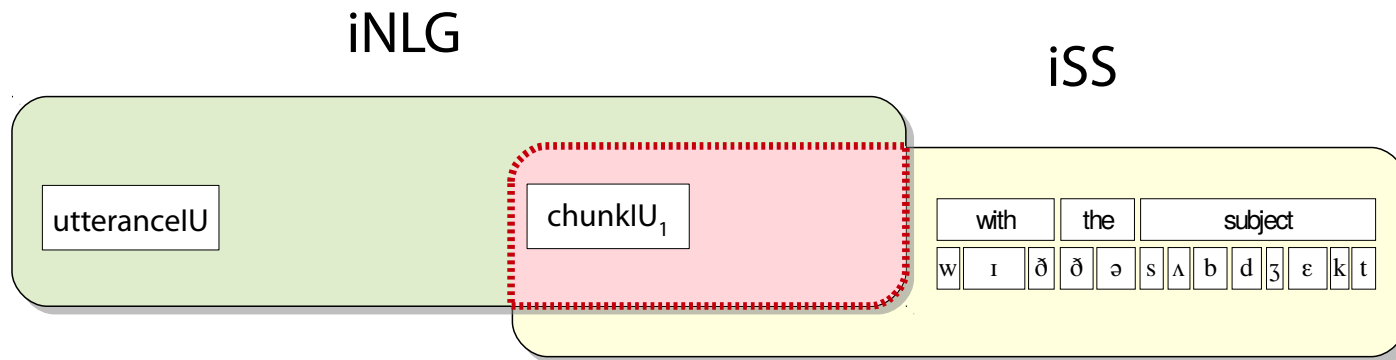 iNLG
iSS
utteranceIU
chunkIU₁
with the subject
w ɪ ð ð ə s ʌ b d ʒ ɛ k t